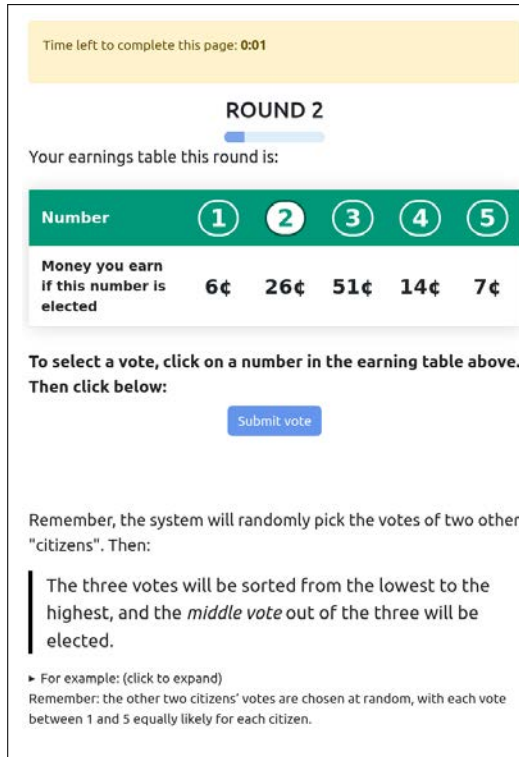 Time left to complete this page: 0:01
ROUND 2
Your earnings table this round is:
Number 1 2 3 4 5
Money you earn
if this number is 6¢ 26¢ 51¢ 14¢ 7¢
elected
To select a vote, click on a number in the earning table above.
Then click below:
Submit vote
Remember, the system will randomly pick the votes of two other
"citizens". Then:
The three votes will be sorted from the lowest to the
highest, and the middle vote out of the three will be
elected.
▸ For example: (click to expand)
Remember: the other two citizens' votes are chosen at random, with each vote
between 1 and 5 equally likely for each citizen.